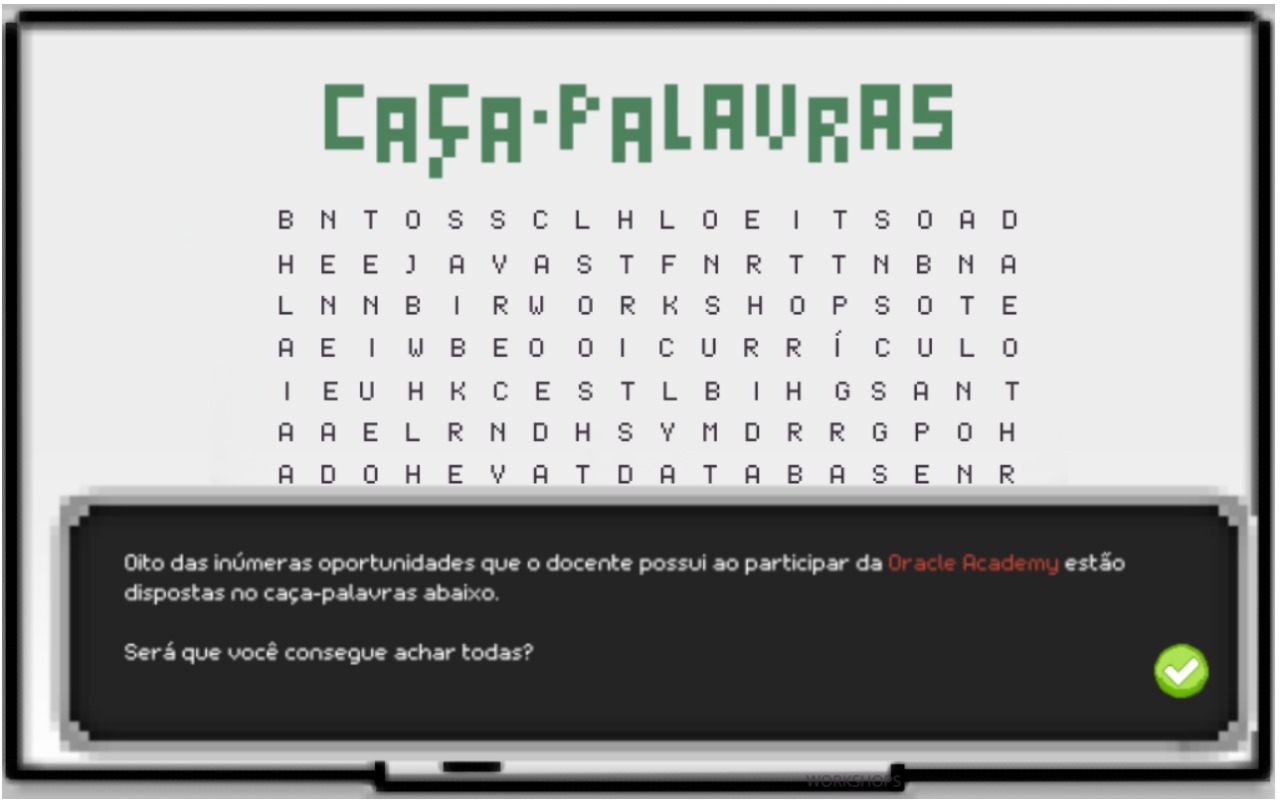 CAÇA-PALAVRAS
B N T O S S C L H L O E I T S O A D
H E E J A V A S T F N R T T N B N A
L N N B I R W O R K S H O P S O T E
A E I W B E O O I C U R R Í C U L O
I E U H K C E S T L B I H G S A N T
A A E L R N D H S Y M D R R G P O H
A D O H E V A T D A T A B A S E N R
Oito das inúmeras oportunidades que o docente possui ao participar da Oracle Academy estão
dispostas no caça-palavras abaixo.
Será que você consegue achar todas?
WORKSHOPS